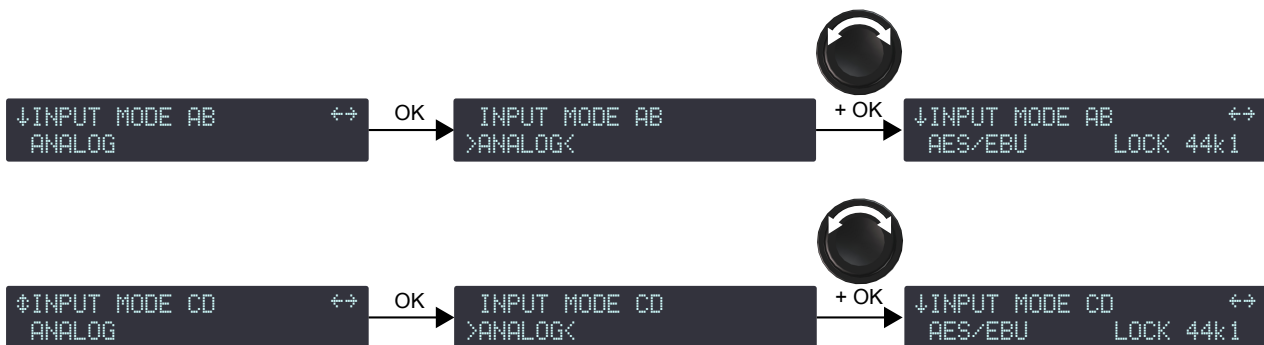 ↓INPUT MODE AB ←→
ANALOG
OK
INPUT MODE AB
>ANALOG<
+ OK
↓INPUT MODE AB ←→
AES/EBU LOCK 44k1
↕INPUT MODE CD ←→
ANALOG
OK
INPUT MODE CD
>ANALOG<
+ OK
↓INPUT MODE CD ←→
AES/EBU LOCK 44k1